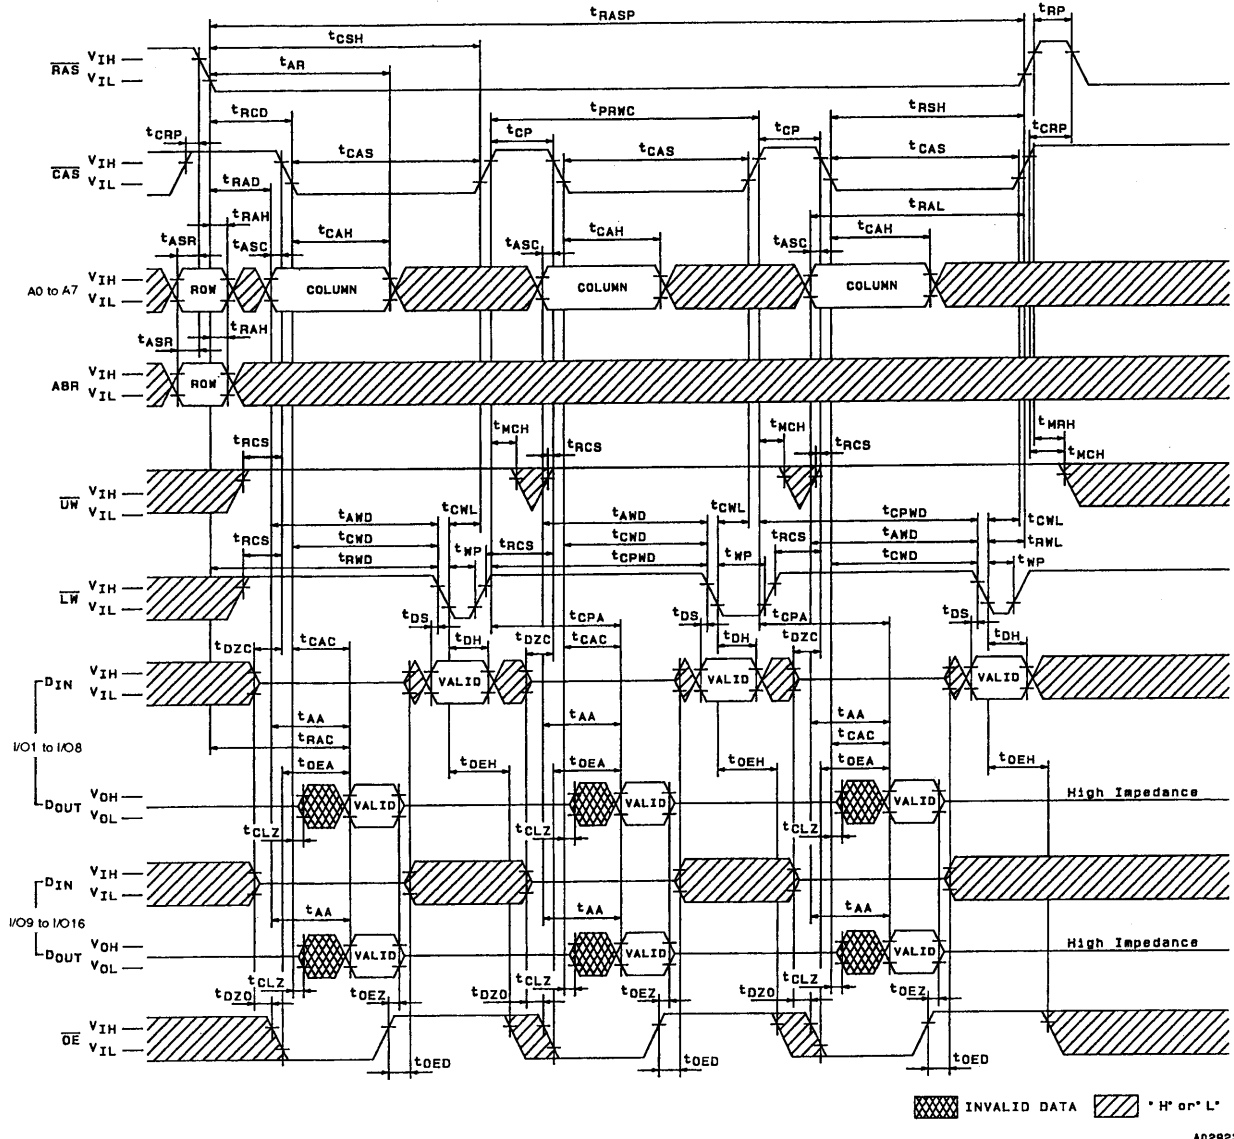 tRASP tRP
tCSH
RAS VIH VIL tAR
tRCD tPRWC tRSH
tCRP tCP tCP tCRP
CAS VIH VIL tCAS tCAS tCAS
tRAD tRAL
tRAH
tASR tASC tCAH tASC tCAH tASC tCAH
A0 to A7 VIH VIL ROW COLUMN COLUMN COLUMN
tASR tRAH
ABR VIH VIL ROW
tRCS tMCH tRCS tMCH tRCS tMRH tMCH
UW VIH VIL
tAWD tCWL tAWD tCWL tCPWD tCWL
tRCS tCWD tCWD tRCS tAWD tRWL
tRWD tWP tRCS tCPWD tWP tCWD tWP
LW VIH VIL
tDS tCPA tDS tCPA tDS
tDZC tCAC tDH tDZC tCAC tDH tDZC tDH
DIN VIH VIL VALID VALID VALID
I/O1 to I/O8
tAA tAA tAA
tRAC tCAC
tOEA tOEH tOEA tOEH tOEA tOEH
DOUT VOH VOL VALID VALID VALID High Impedance
tCLZ tCLZ tCLZ
DIN VIH VIL
I/O9 to I/O16
tAA tAA tAA
DOUT VOH VOL VALID VALID VALID High Impedance
tCLZ tCLZ tCLZ
tDZO tOEZ tDZO tOEZ tDZO tOEZ
OE VIH VIL
tOED tOED tOED
INVALID DATA "H" or "L"